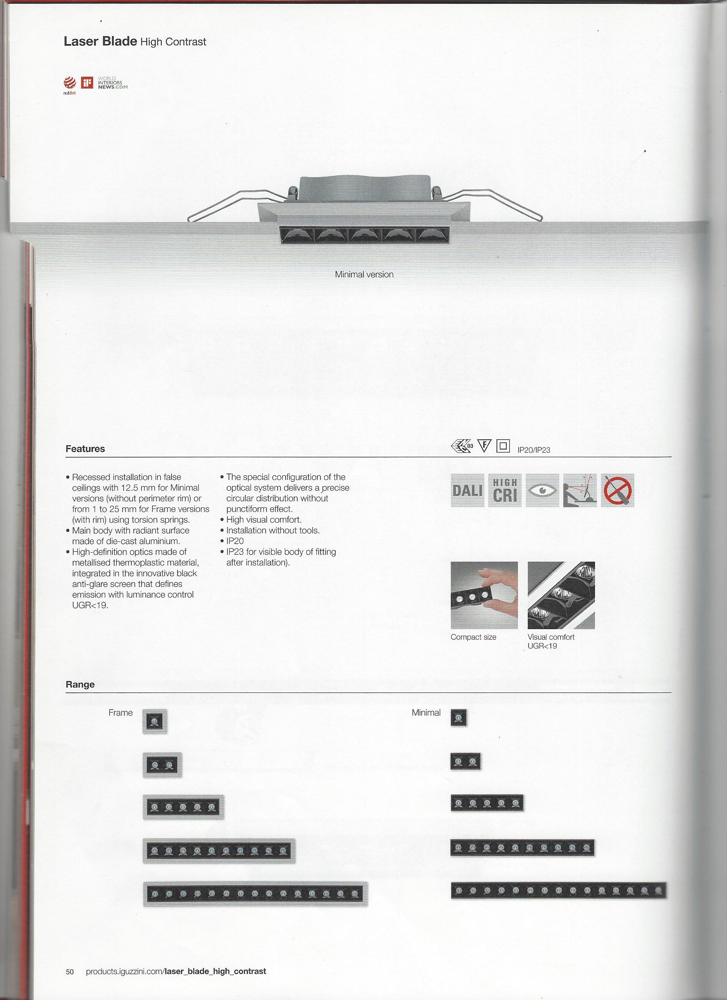 Laser Blade High Contrast
reddot
iF
WORLD
INTERIORS
NEWS.COM
Minimal version
Features
03
F
IP20/IP23
• Recessed installation in false
ceilings with 12.5 mm for Minimal
versions (without perimeter rim) or
from 1 to 25 mm for Frame versions
(with rim) using torsion springs.
• Main body with radiant surface
made of die-cast aluminium.
• High-definition optics made of
metallised thermoplastic material,
integrated in the innovative black
anti-glare screen that defines
emission with luminance control
UGR<19.
• The special configuration of the
optical system delivers a precise
circular distribution without
punctiform effect.
• High visual comfort.
• Installation without tools.
• IP20
• IP23 for visible body of fitting
after installation).
DALI
HIGH
CRI
Compact size
Visual comfort
UGR<19
Range
Frame
Minimal
50 products.iguzzini.com/laser_blade_high_contrast